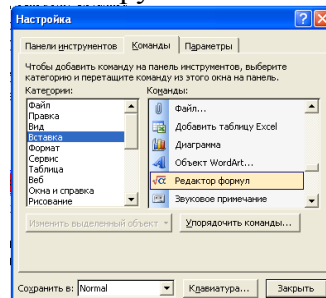 Настройка
Панели инструментов Команды Параметры
Чтобы добавить команду на панель инструментов, выберите
категорию и перетащите команду из этого окна на панель.
Категории: Команды:
Файл
Правка
Вид
Вставка
Формат
Сервис
Таблица
Веб
Окна и справка
Рисование
Файл...
Добавить таблицу Excel
Диаграмма
Объект WordArt...
√α Редактор формул
Звуковое примечание
Изменить выделенный объект Упорядочить команды...
Сохранить в: Normal Клавиатура... Закрыть